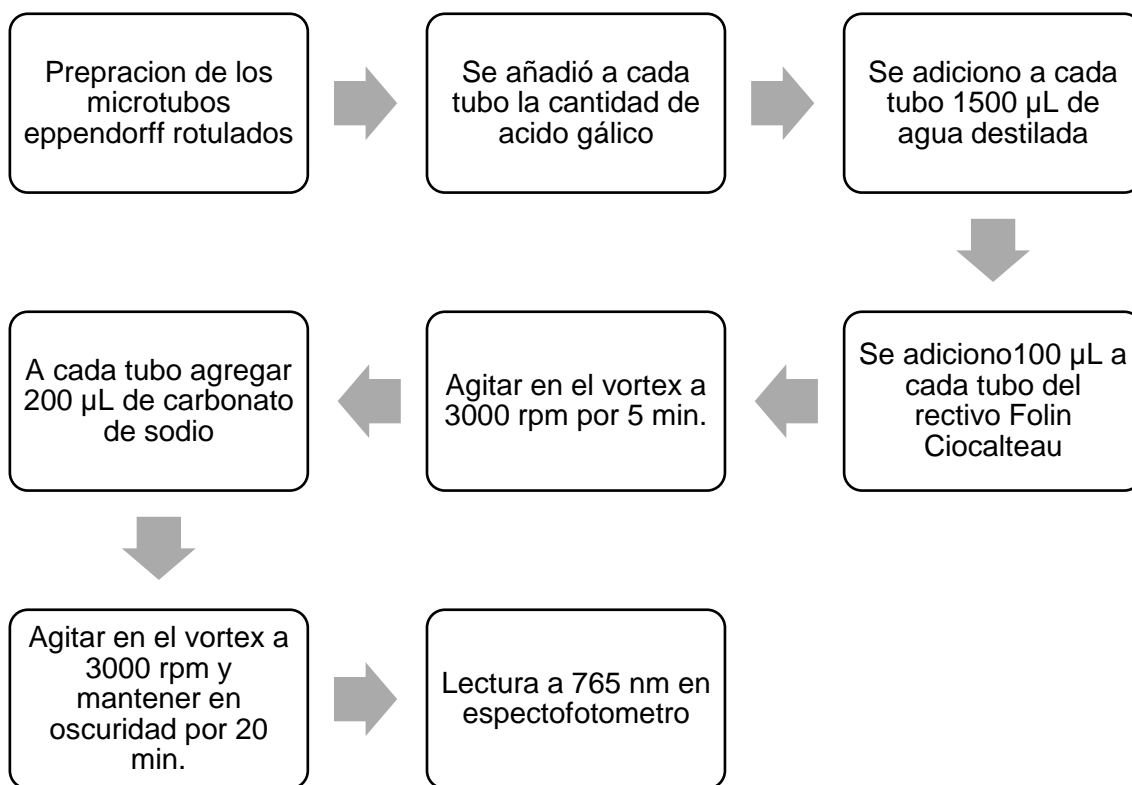 Prepracion de los
microtubos
eppendorff rotulados
Se añadió a cada
tubo la cantidad de
acido gálico
Se adiciono a cada
tubo 1500 µL de
agua destilada
Se adiciono100 µL a
cada tubo del
rectivo Folin
Ciocalteau
Agitar en el vortex a
3000 rpm por 5 min.
A cada tubo agregar
200 µL de carbonato
de sodio
Agitar en el vortex a
3000 rpm y
mantener en
oscuridad por 20
min.
Lectura a 765 nm en
espectofotometro